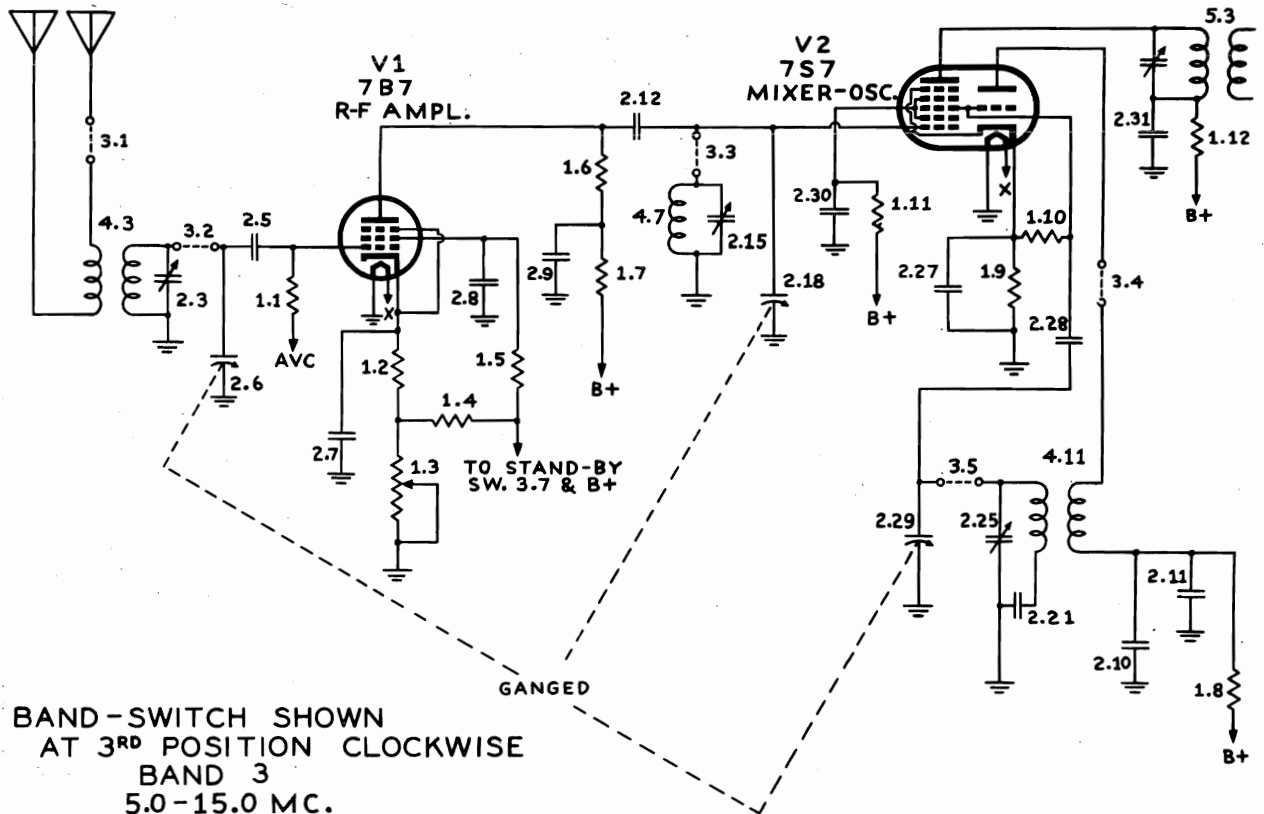 5.3
V1
7B7
R-F AMPL.
V2
7S7
MIXER-OSC.
2.12
3.1
3.3
1.6
2.31
1.12
4.3
3.2
2.5
4.7
2.30
1.11
X
B+
2.15
1.10
2.3
1.1
2.8
2.9
1.7
2.18
2.27
1.9
3.4
X
B+
2.28
AVC
2.6
1.2
1.5
B+
1.4
2.7
1.3
TO STAND-BY
SW. 3.7 & B+
3.5
4.11
2.29
2.25
2.11
2.21
2.10
1.8
GANGED
B+
BAND-SWITCH SHOWN
AT 3RD POSITION CLOCKWISE
BAND 3
5.0-15.0 MC.